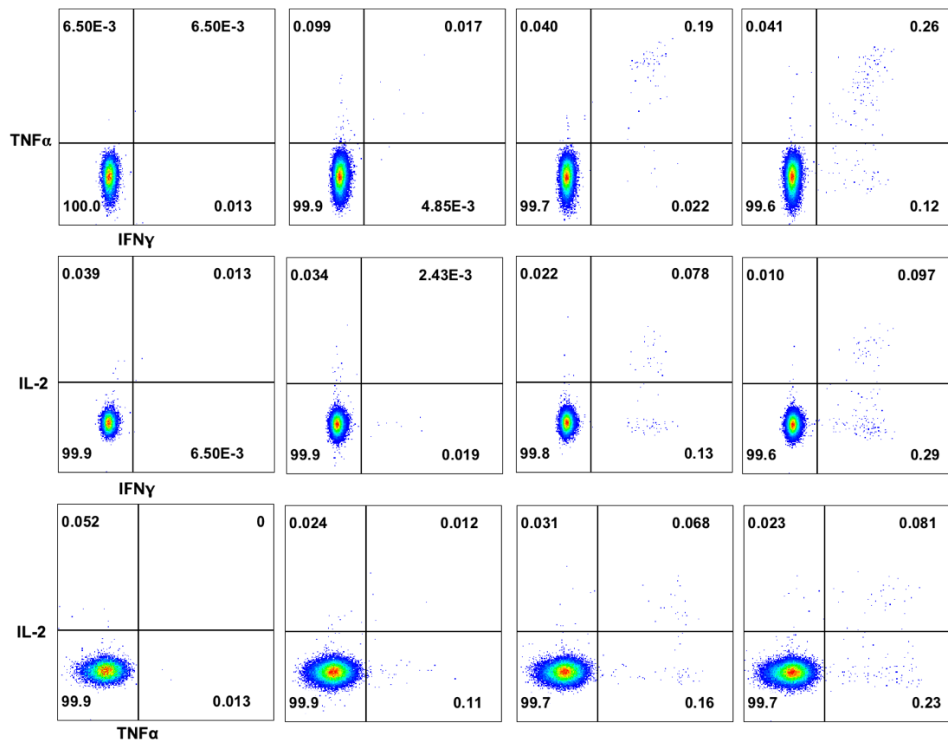 6.50E-3 6.50E-3 0.099 0.017 0.040 0.19 0.041 0.26
TNFα
100.0 0.013 99.9 4.85E-3 99.7 0.022 99.6 0.12
IFNγ
0.039 0.013 0.034 2.43E-3 0.022 0.078 0.010 0.097
IL-2
99.9 6.50E-3 99.9 0.019 99.8 0.13 99.6 0.29
IFNγ
0.052 0 0.024 0.012 0.031 0.068 0.023 0.081
IL-2
99.9 0.013 99.9 0.11 99.7 0.16 99.7 0.23
TNFα